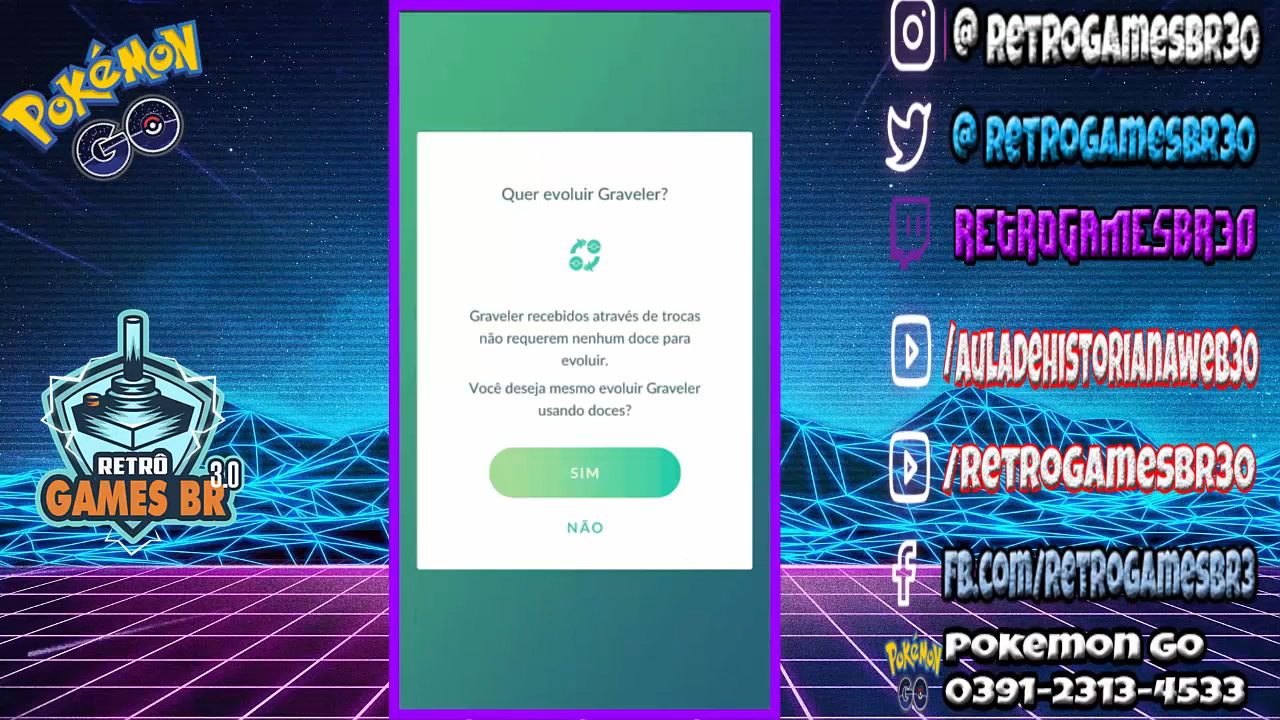 Pokémon
GO
RETRÔ
GAMES BR
3.0
Quer evoluir Graveler?
Graveler recebidos através de trocas
não requerem nenhum doce para
evoluir.
Você deseja mesmo evoluir Graveler
usando doces?
SIM
NÃO
@ RETROGAMESBR30
@ RETROGAMESBR30
RETROGAMESBR30
/AULADEHISTORIANAWEB30
/RETROGAMESBR30
FB.COM/RETROGAMESBR3
Pokémon
GO
POKEMON GO
0391-2313-4533